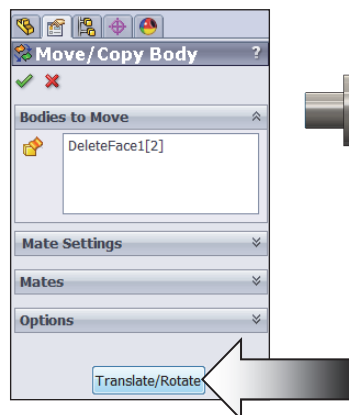 Move/Copy Body ?
Bodies to Move
DeleteFace1[2]
Mate Settings
Mates
Options
Translate/Rotate